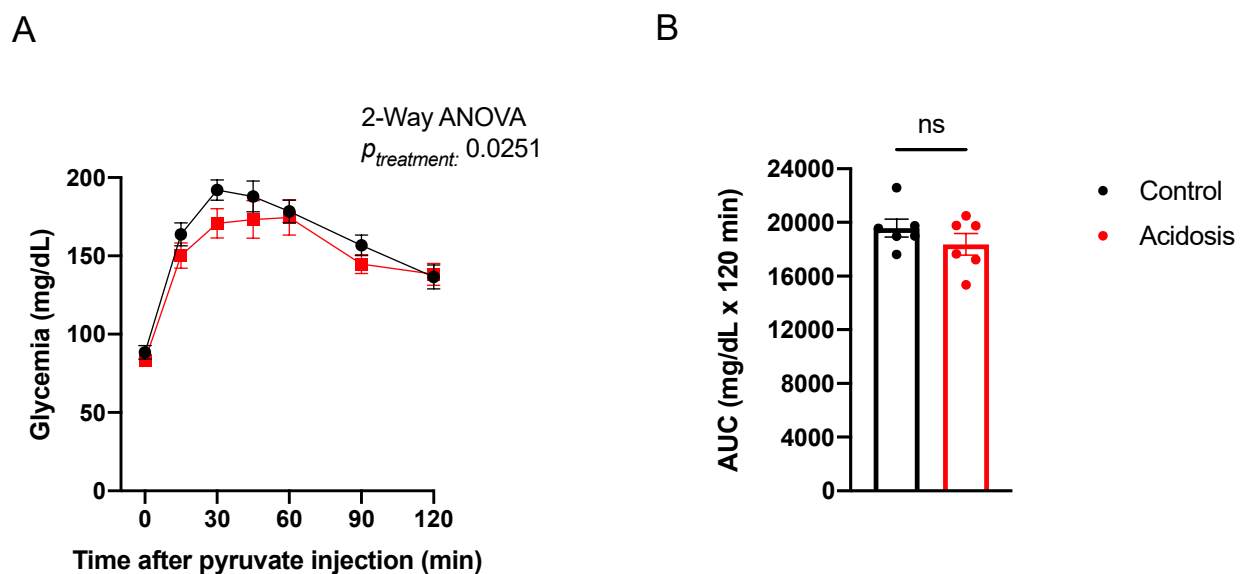 A
2-Way ANOVA
p treatment: 0.0251
Glycemia (mg/dL)
200
150
100
50
0
0 30 60 90 120
Time after pyruvate injection (min)
B
ns
AUC (mg/dL x 120 min)
24000
20000
16000
12000
8000
4000
0
Control
Acidosis